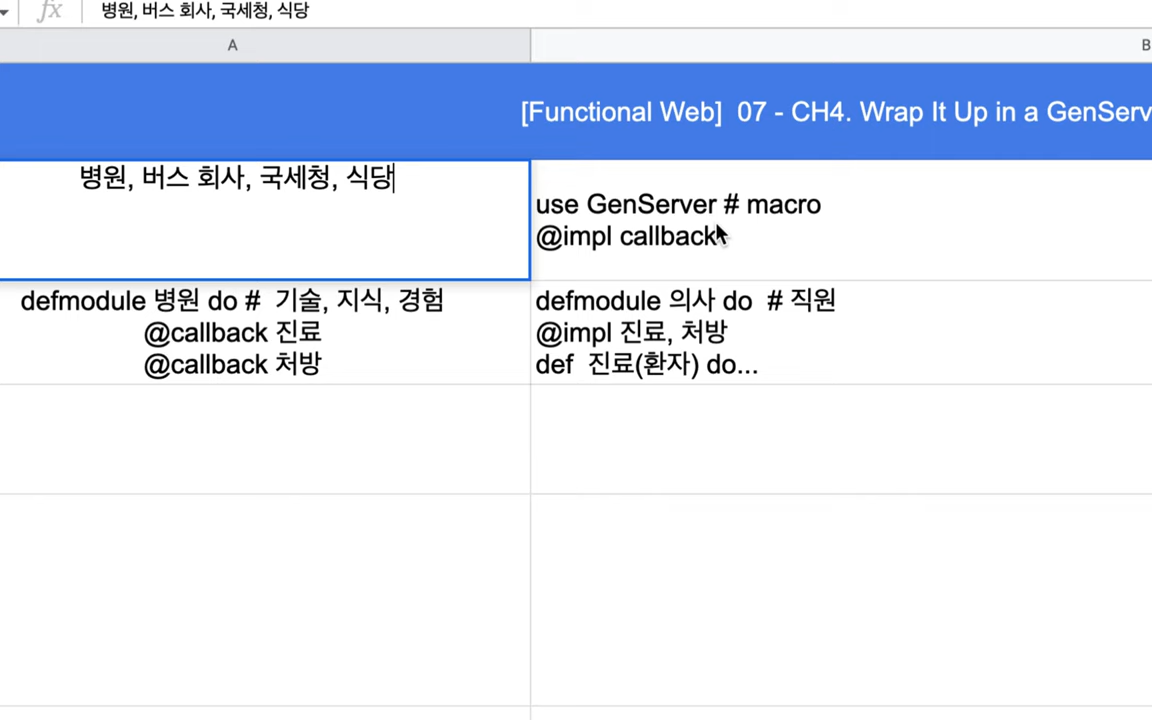 fx 병원, 버스 회사, 국세청, 식당
A
B
[Functional Web]  07 - CH4. Wrap It Up in a GenServ
병원, 버스 회사, 국세청, 식당
use GenServer # macro
@impl callback
defmodule 병원 do #  기술, 지식, 경험
@callback 진료
@callback 처방
defmodule 의사 do  # 직원
@impl 진료, 처방
def  진료(환자) do...